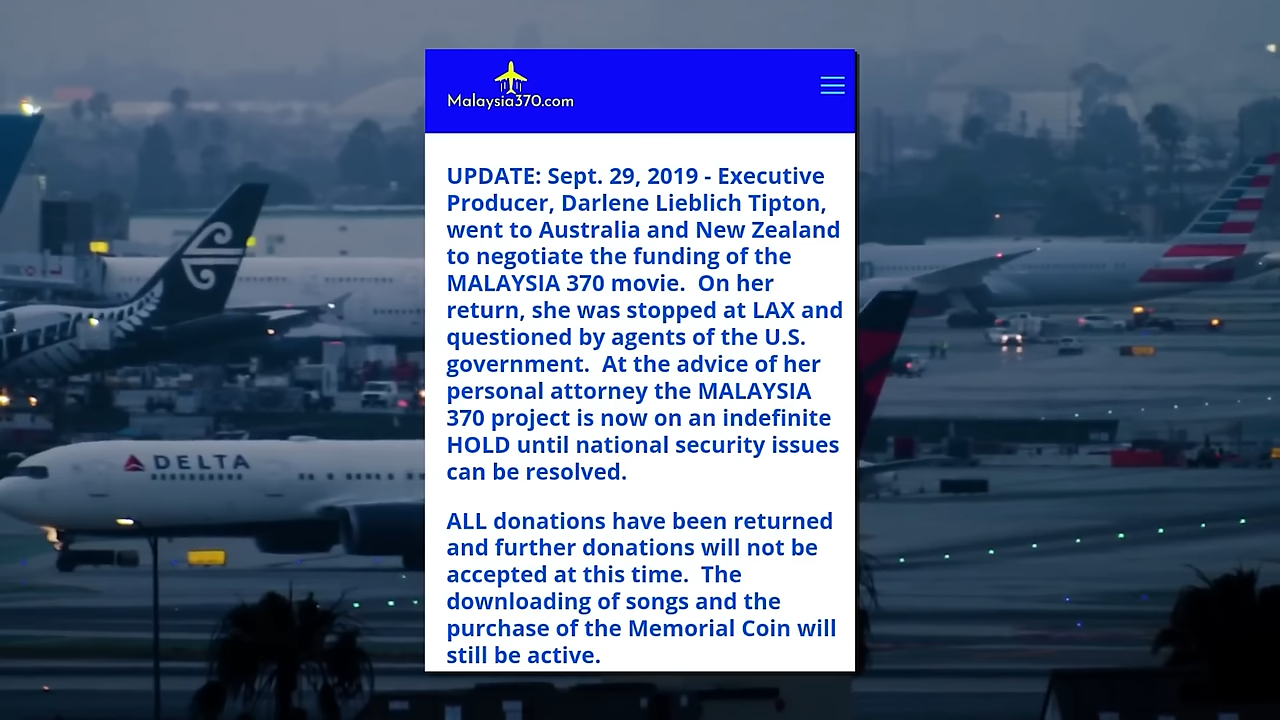 Malaysia370.com
UPDATE: Sept. 29, 2019 - Executive
Producer, Darlene Lieblich Tipton,
went to Australia and New Zealand
to negotiate the funding of the
MALAYSIA 370 movie.  On her
return, she was stopped at LAX and
questioned by agents of the U.S.
government.  At the advice of her
personal attorney the MALAYSIA
370 project is now on an indefinite
HOLD until national security issues
can be resolved.
ALL donations have been returned
and further donations will not be
accepted at this time.  The
downloading of songs and the
purchase of the Memorial Coin will
still be active.
DELTA